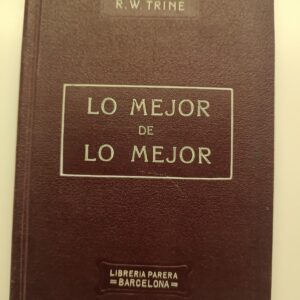 R. W. TRINE
LO MEJOR
DE
LO MEJOR
LIBRERIA PARERA
BARCELONA